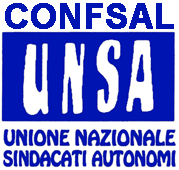 CONFSAL
UNSA
UNIONE NAZIONALE
SINDACATI AUTONOMI